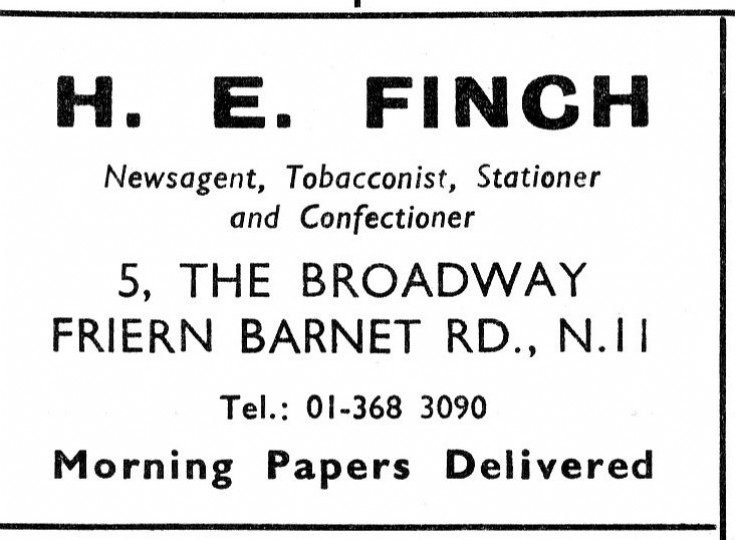 H. E. FINCH
Newsagent, Tobacconist, Stationer
and Confectioner
5, THE BROADWAY
FRIERN BARNET RD., N.11
Tel.: 01-368 3090
Morning Papers Delivered